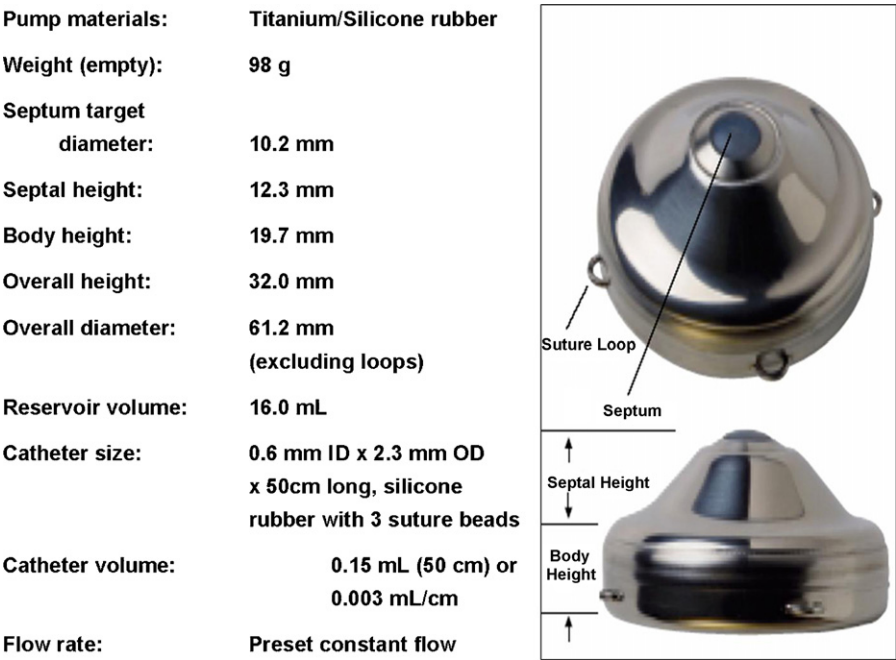 Pump materials: Titanium/Silicone rubber
Weight (empty): 98 g
Septum target
diameter: 10.2 mm
Septal height: 12.3 mm
Body height: 19.7 mm
Overall height: 32.0 mm
Overall diameter: 61.2 mm
(excluding loops)
Reservoir volume: 16.0 mL
Catheter size: 0.6 mm ID x 2.3 mm OD
x 50cm long, silicone
rubber with 3 suture beads
Catheter volume: 0.15 mL (50 cm) or
0.003 mL/cm
Flow rate: Preset constant flow
Suture Loop
Septum
Septal Height
Body
Height